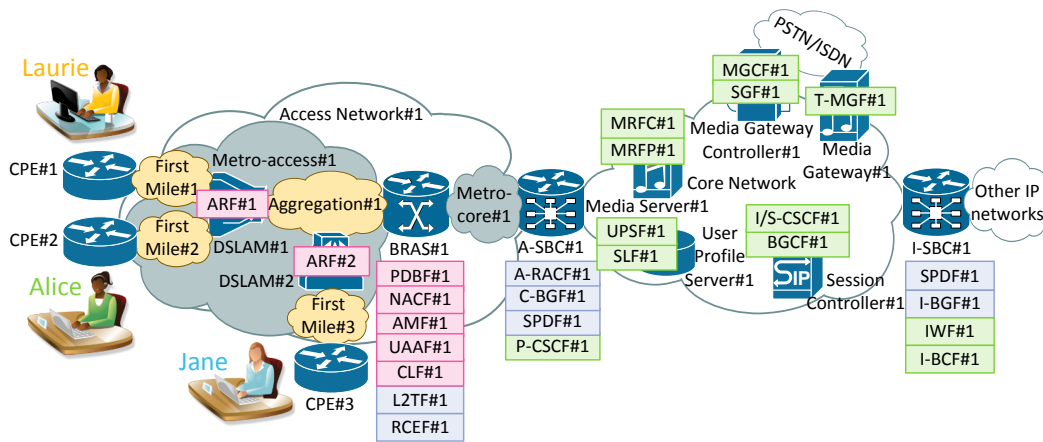 PSTN/ISDN
Laurie
MGCF#1
SGF#1
T-MGF#1
Access Network#1
MRFC#1
MRFP#1
Media Gateway
Controller#1
Media
Gateway#1
CPE#1
First
Mile#1
Metro-access#1
ARF#1
Aggregation#1
Metro-
core#1
Core Network
Media Server#1
Other IP
networks
CPE#2
First
Mile#2
DSLAM#1
BRAS#1
A-SBC#1
UPSF#1
SLF#1
User
Profile
Server#1
I/S-CSCF#1
BGCF#1
SIP
Session
Controller#1
I-SBC#1
ARF#2
DSLAM#2
Alice
First
Mile#3
PDBF#1
NACF#1
AMF#1
UAAF#1
CLF#1
L2TF#1
RCEF#1
A-RACF#1
C-BGF#1
SPDF#1
P-CSCF#1
SPDF#1
I-BGF#1
IWF#1
I-BCF#1
Jane
CPE#3